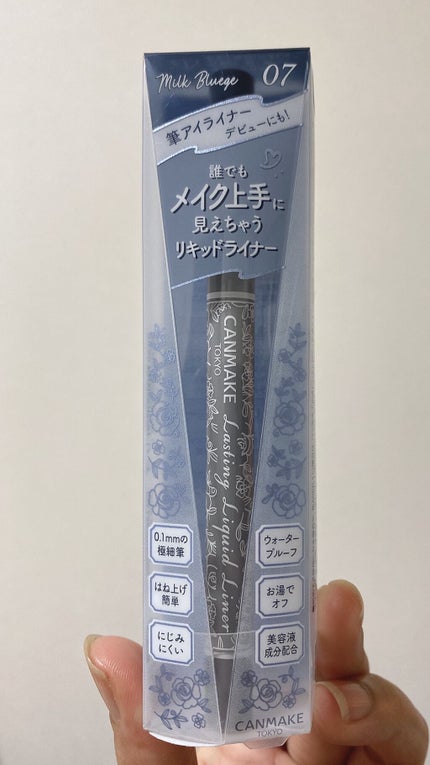 Milk Bluege 07
筆アイライナー
デビューにも!
誰でも
メイク上手に
見えちゃう
リキッドライナー
CANMAKE
TOKYO
Lasting Liquid Liner
0.1mmの
極細筆
はね上げ
簡単
にじみ
にくい
ウォーター
プルーフ
お湯で
オフ
美容液
成分配合
CANMAKE
TOKYO